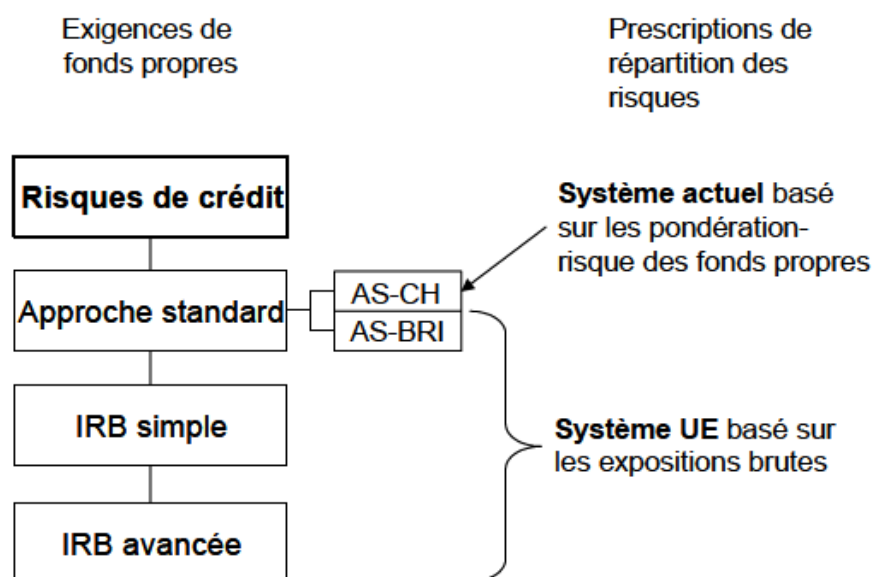 Exigences de
fonds propres
Prescriptions de
répartition des
risques
Risques de crédit
Système actuel basé
sur les pondération-
risque des fonds propres
Approche standard
AS-CH
AS-BRI
IRB simple
Système UE basé sur
les expositions brutes
IRB avancée